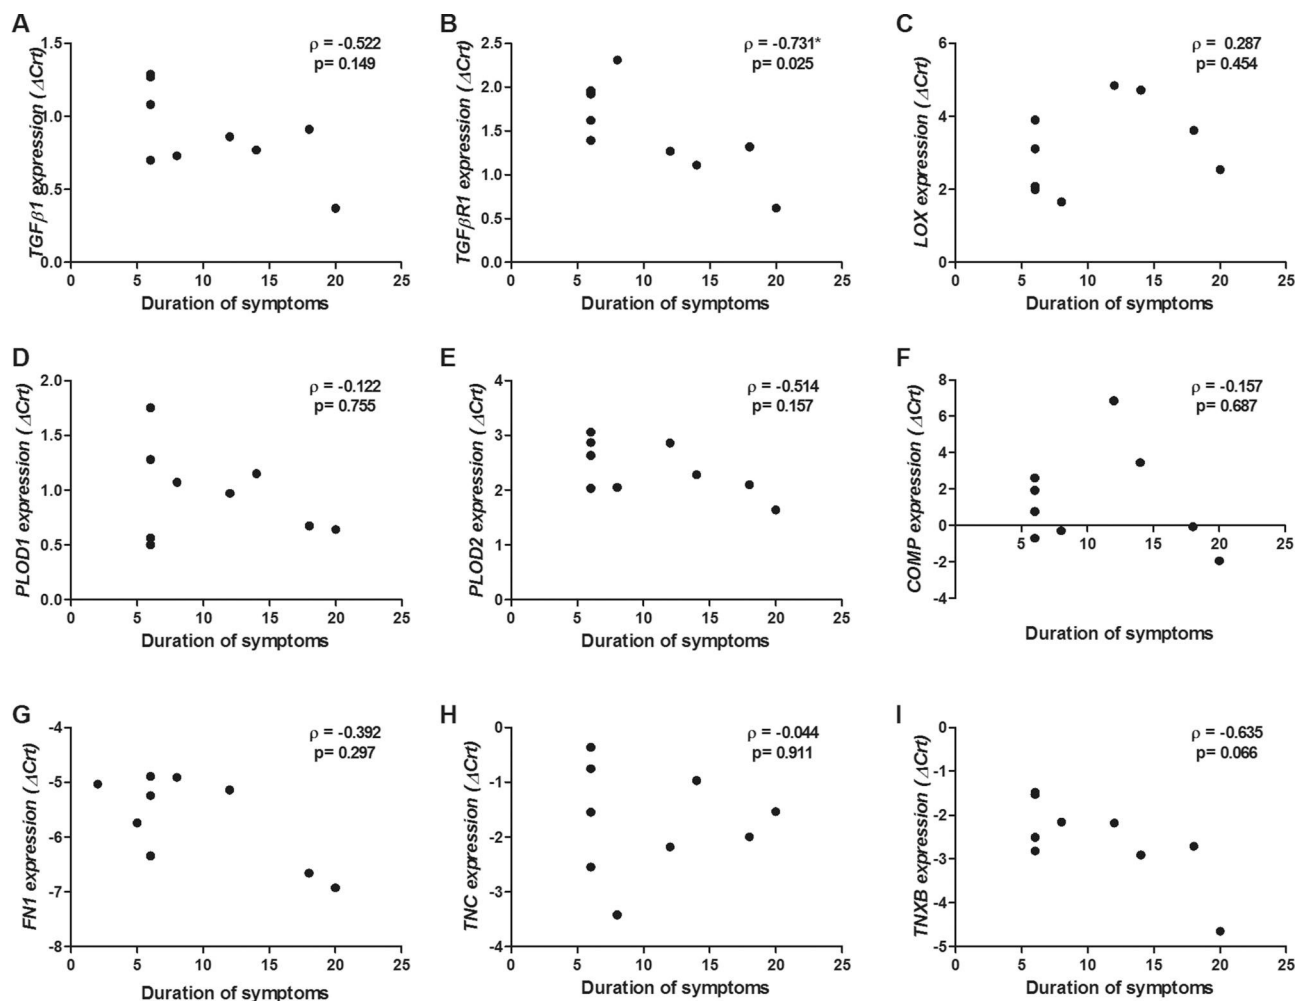 A
TGFβ1 expression (ΔCrt)
ρ = -0.522
p= 0.149
1.5
1.0
0.5
0.0
0 5 10 15 20 25
Duration of symptoms
B
TGFβR1 expression (ΔCrt)
ρ = -0.731*
p= 0.025
2.5
2.0
1.5
1.0
0.5
0.0
0 5 10 15 20 25
Duration of symptoms
C
LOX expression (ΔCrt)
ρ = 0.287
p= 0.454
6
4
2
0
0 5 10 15 20 25
Duration of symptoms
D
PLOD1 expression (ΔCrt)
ρ = -0.122
p= 0.755
2.0
1.5
1.0
0.5
0.0
0 5 10 15 20 25
Duration of symptoms
E
PLOD2 expression (ΔCrt)
ρ = -0.514
p= 0.157
4
3
2
1
0
0 5 10 15 20 25
Duration of symptoms
F
COMP expression (ΔCrt)
ρ = -0.157
p= 0.687
8
6
4
2
0
-2
-4
5 10 15 20 25
Duration of symptoms
G
FN1 expression (ΔCrt)
ρ = -0.392
p= 0.297
-4
-5
-6
-7
-8
0 5 10 15 20 25
Duration of symptoms
H
TNC expression (ΔCrt)
ρ = -0.044
p= 0.911
0
-1
-2
-3
-4
0 5 10 15 20 25
Duration of symptoms
I
TNXB expression (ΔCrt)
ρ = -0.635
p= 0.066
0
-1
-2
-3
-4
-5
0 5 10 15 20 25
Duration of symptoms